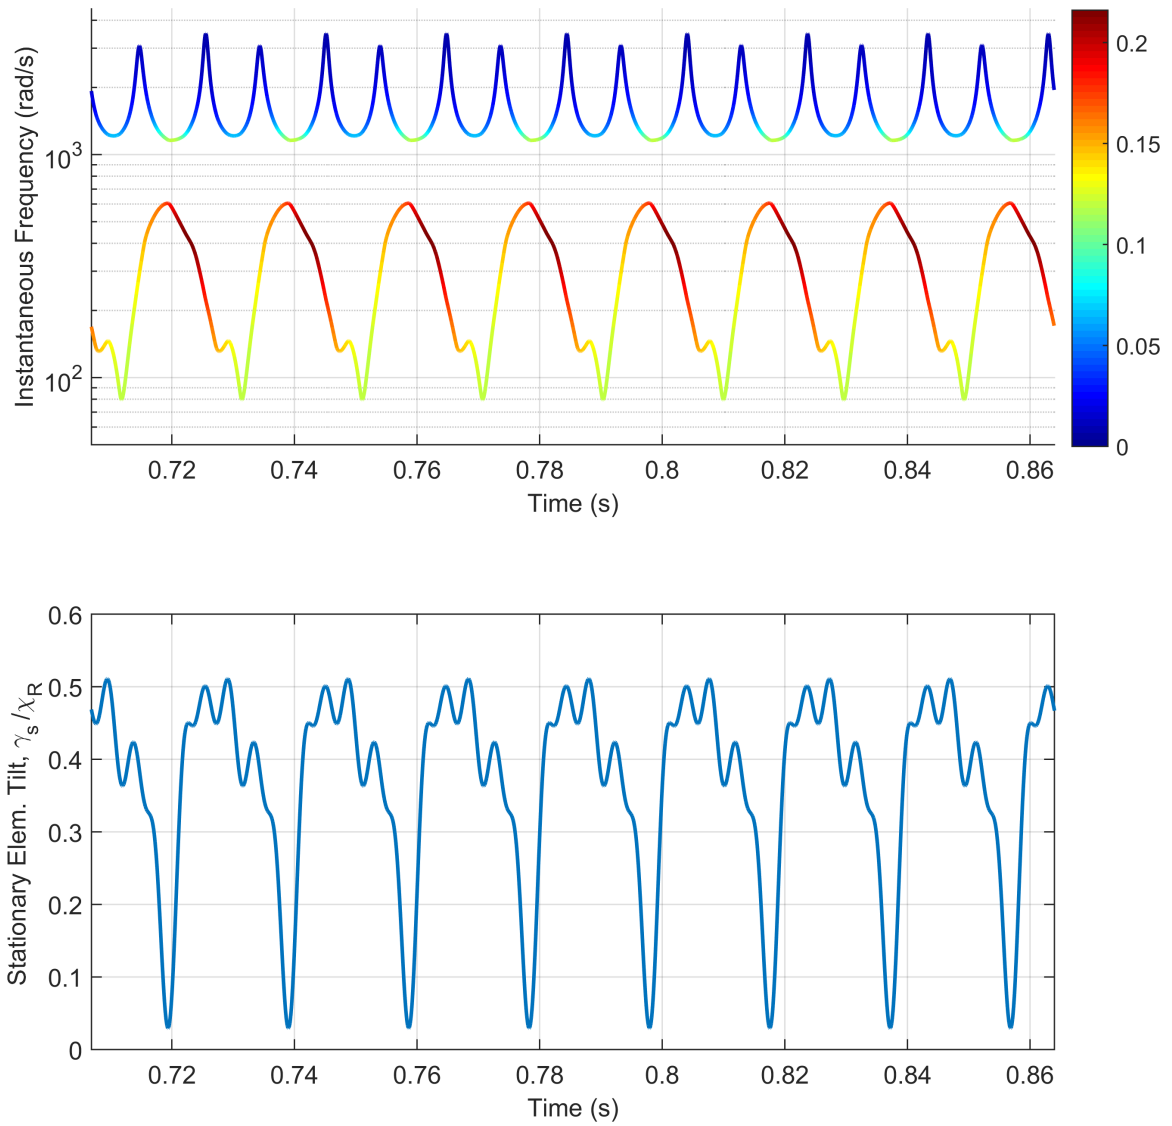 Instantaneous Frequency (rad/s)
10³
10²
0.72 0.74 0.76 0.78 0.8 0.82 0.84 0.86
Time (s)
0.2
0.15
0.1
0.05
0
Stationary Elem. Tilt, γₛ/χ_R
0.6
0.5
0.4
0.3
0.2
0.1
0
0.72 0.74 0.76 0.78 0.8 0.82 0.84 0.86
Time (s)